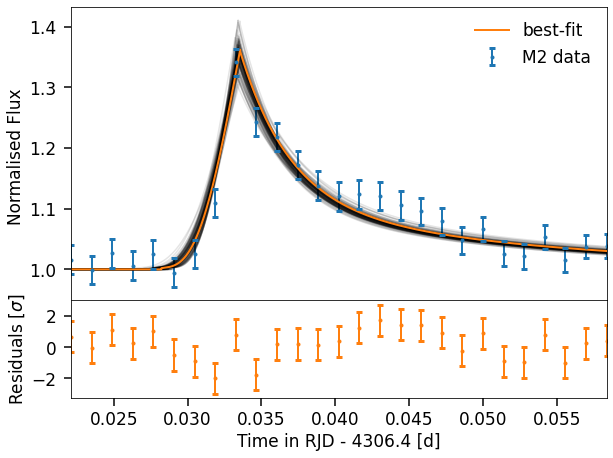 best-fit
M2 data
Normalised Flux
1.4
1.3
1.2
1.1
1.0
Residuals [σ]
2
0
−2
0.025 0.030 0.035 0.040 0.045 0.050 0.055
Time in RJD - 4306.4 [d]